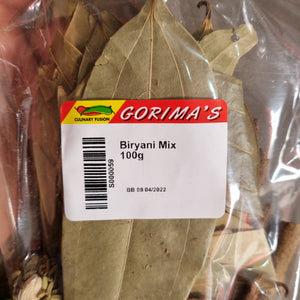 GORIMA'S
CULINARY FUSION
Biryani Mix
100g
S000059
BB 09/04/2022